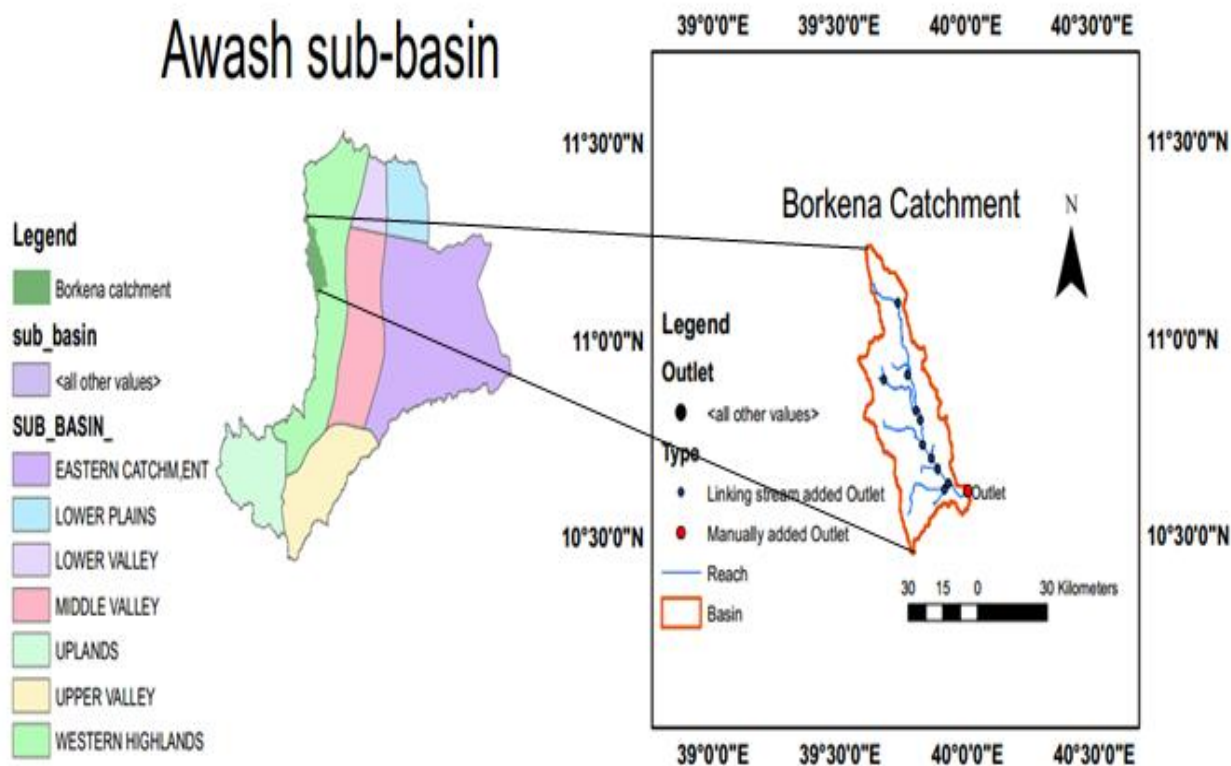 Awash sub-basin
Legend
Borkena catchment
sub_basin
<all other values>
SUB_BASIN_
EASTERN CATCHM,ENT
LOWER PLAINS
LOWER VALLEY
MIDDLE VALLEY
UPLANDS
UPPER VALLEY
WESTERN HIGHLANDS
39°0'0"E 39°30'0"E 40°0'0"E 40°30'0"E
11°30'0"N 11°30'0"N
Borkena Catchment
N
11°0'0"N 11°0'0"N
Legend
Outlet
<all other values>
Type
Linking stream added Outlet
Manually added Outlet
Reach
Basin
Outlet
10°30'0"N 10°30'0"N
30 15 0 30 Kilometers
39°0'0"E 39°30'0"E 40°0'0"E 40°30'0"E